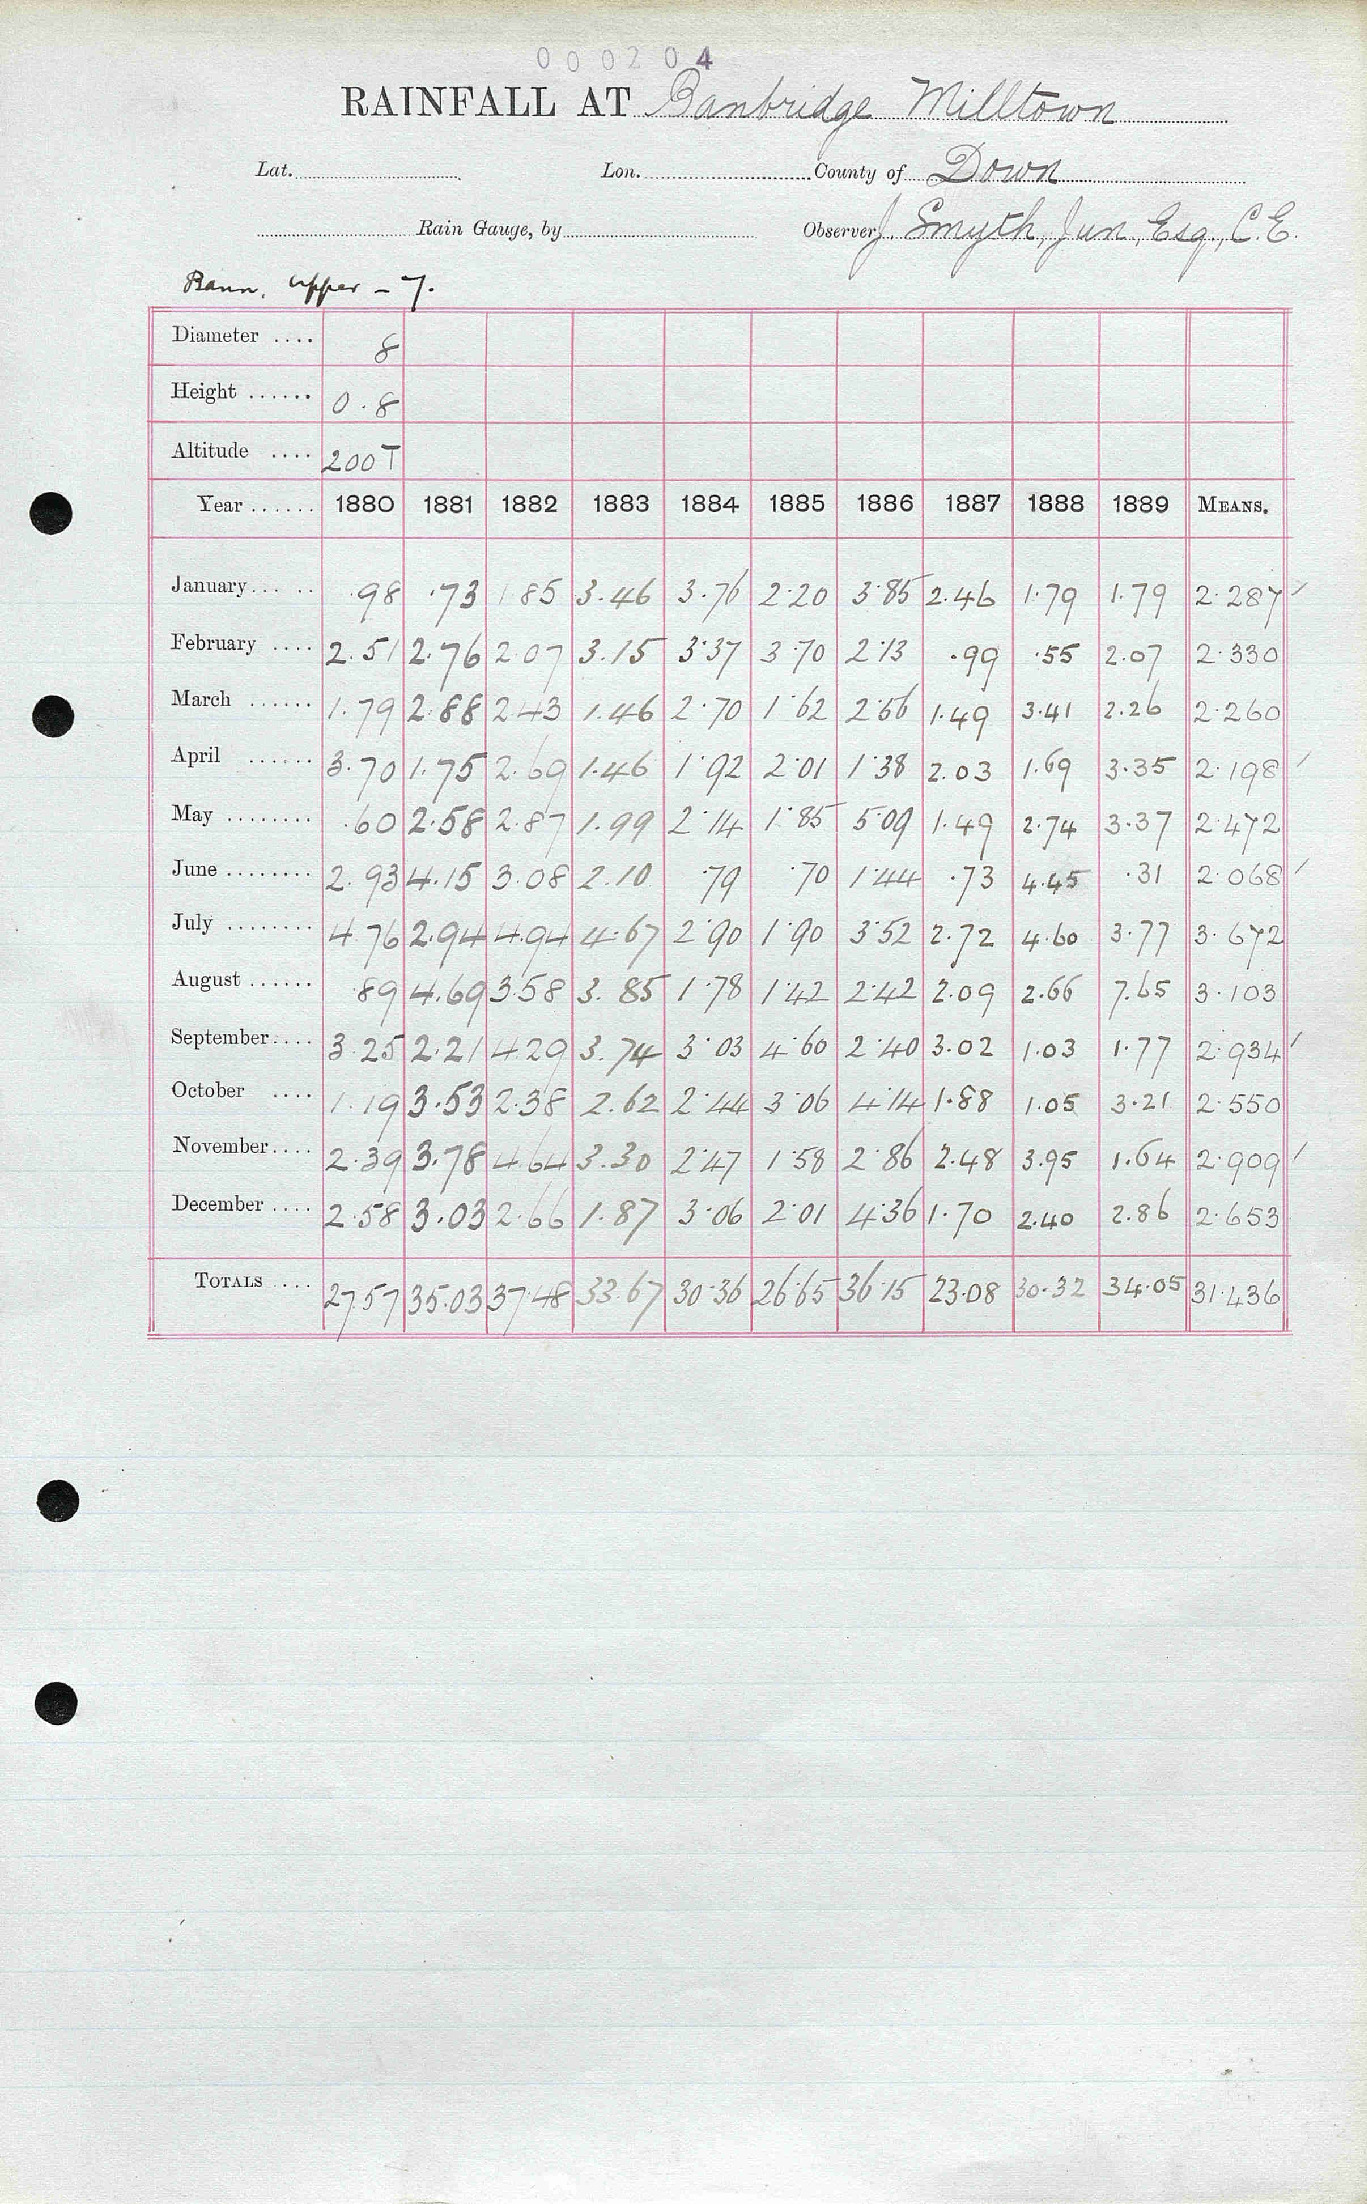 000204
RAINFALL AT Banbridge Milltown
Lat. Lon. County of Down
Rain Gauge, by Observer J. Smyth, Jun, Esq., C.E.
Bann, Upper - 7.
Diameter .... 8
Height ...... 0.8
Altitude .... 200T
Year ...... 1880 1881 1882 1883 1884 1885 1886 1887 1888 1889 MEANS.
January... .. .98 .73 1.85 3.46 3.76 2.20 3.85 2.46 1.79 1.79 2.287
February .... 2.51 2.76 2.07 3.15 3.37 3.70 2.13 .99 .55 2.07 2.330
March ...... 1.79 2.88 2.43 1.46 2.70 1.62 2.56 1.49 3.41 2.26 2.260
April ...... 3.70 1.75 2.69 1.46 1.92 2.01 1.38 2.03 1.69 3.35 2.198
May ........ .60 2.58 2.87 1.99 2.14 1.85 5.09 1.49 2.74 3.37 2.472
June ........ 2.93 4.15 3.08 2.10 .79 .70 1.44 .73 4.45 .31 2.068
July ........ 4.76 2.94 4.94 4.67 2.90 1.90 3.52 2.72 4.60 3.77 3.672
August ...... .89 4.69 3.58 3.85 1.78 1.42 2.42 2.09 2.66 7.65 3.103
September.... 3.25 2.21 4.29 3.74 3.03 4.60 2.40 3.02 1.03 1.77 2.934
October .... 1.19 3.53 2.38 2.62 2.44 3.06 4.14 1.88 1.05 3.21 2.550
November.... 2.39 3.78 4.64 3.30 2.47 1.58 2.86 2.48 3.95 1.64 2.909
December .... 2.58 3.03 2.66 1.87 3.06 2.01 4.36 1.70 2.40 2.86 2.653
TOTALS .... 27.57 35.03 37.48 33.67 30.36 26.65 36.15 23.08 30.32 34.05 31.436